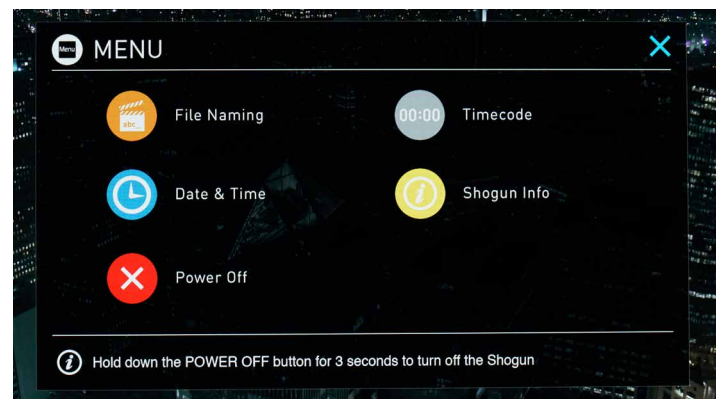 Menu MENU
File Naming
abc_
00:00 Timecode
Date & Time
Shogun Info
Power Off
Hold down the POWER OFF button for 3 seconds to turn off the Shogun